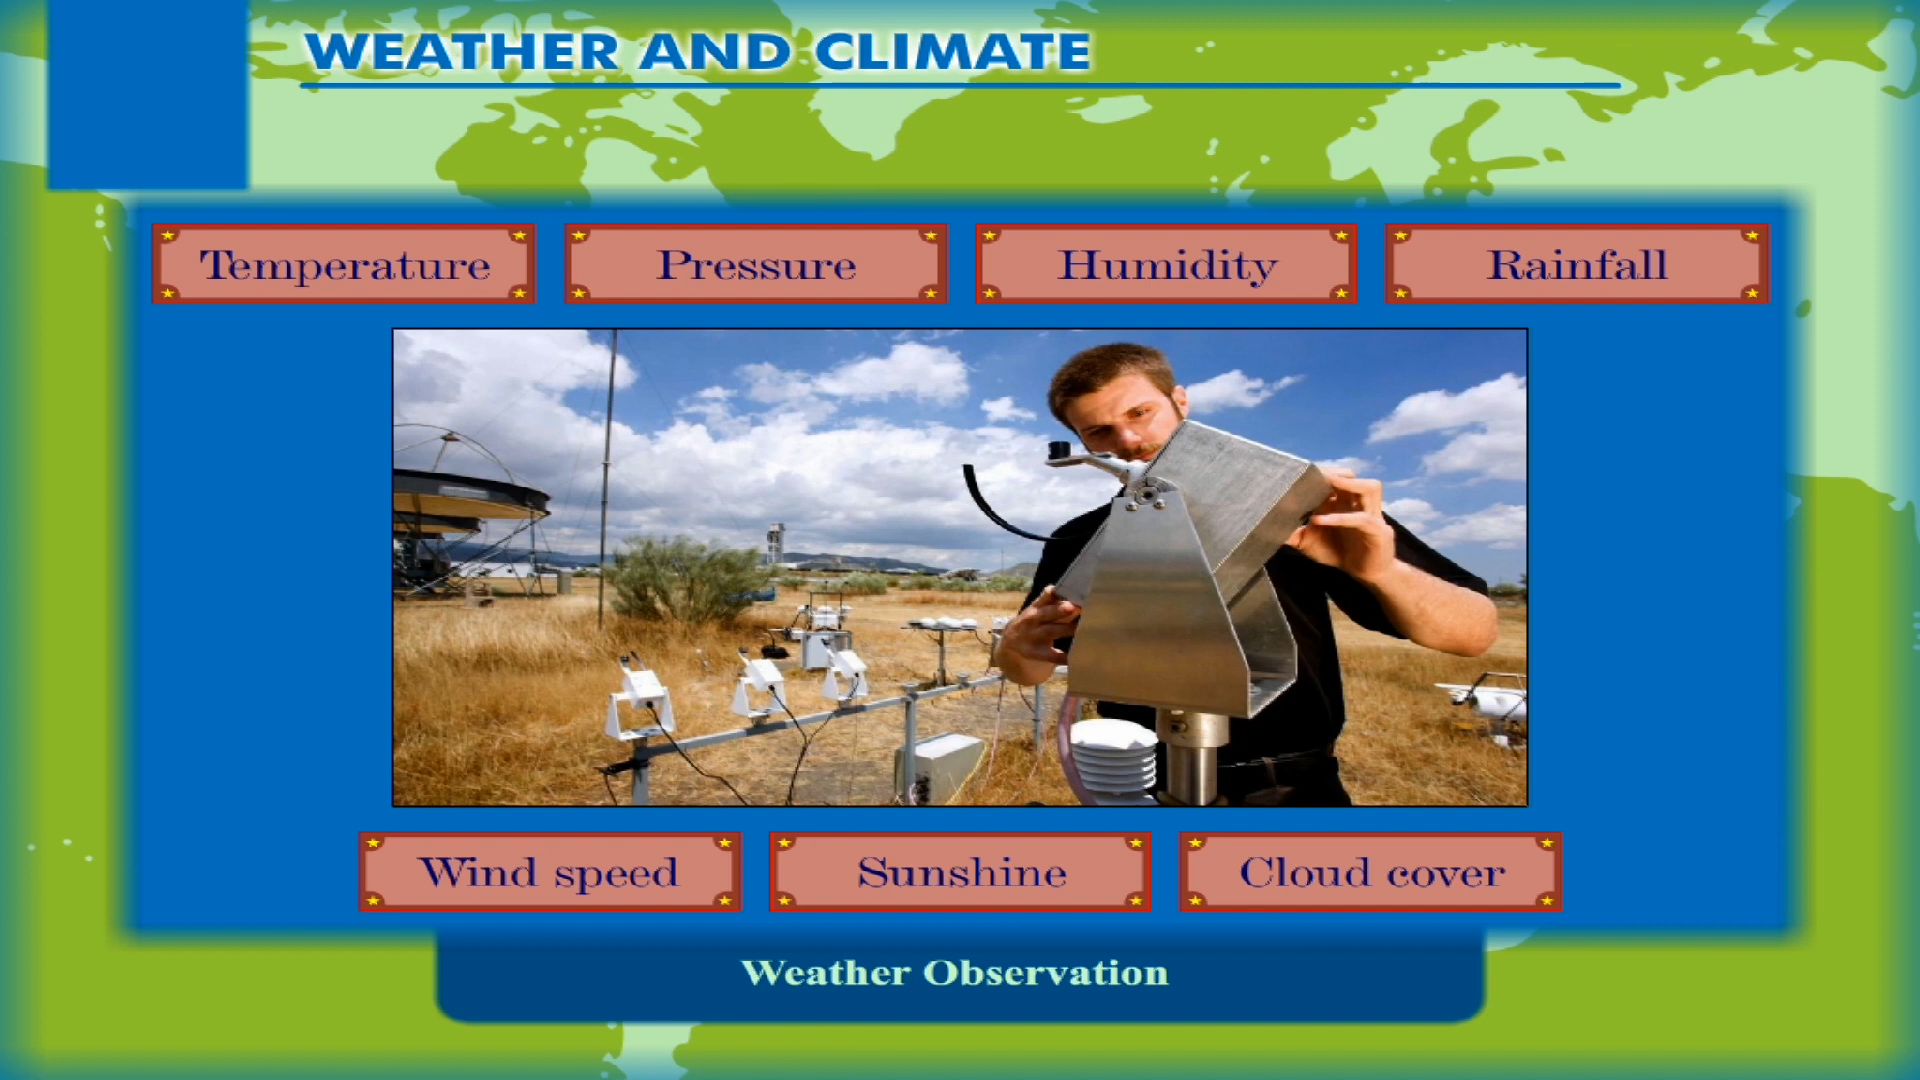 WEATHER AND CLIMATE
Temperature
Pressure
Humidity
Rainfall
Wind speed
Sunshine
Cloud cover
Weather Observation